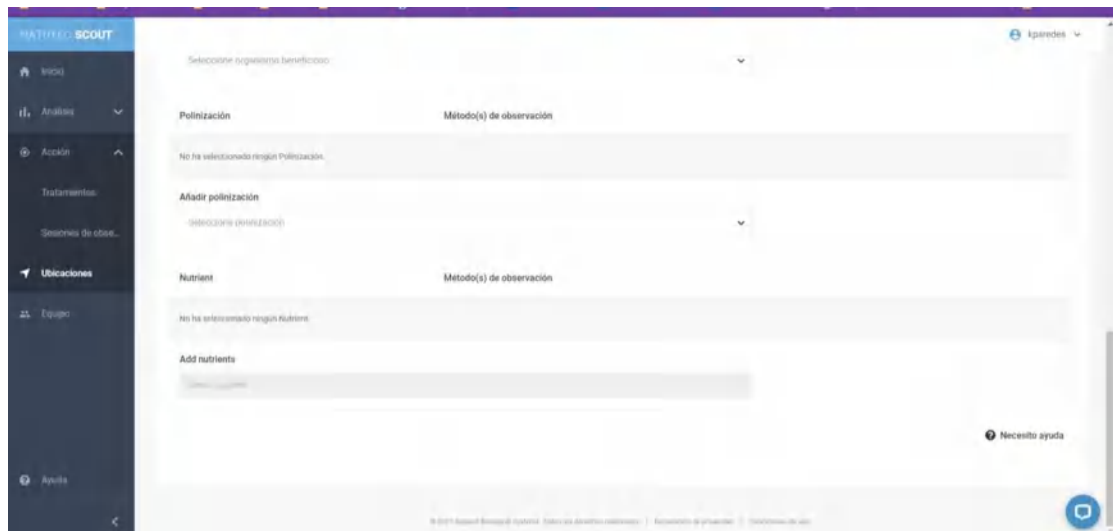 NATUTEC SCOUT
kparedes
Inicio
Seleccione organismo beneficioso
Análisis
Polinización Método(s) de observación
Acción
No ha seleccionado ningún Polinización.
Tratamientos
Añadir polinización
Seleccione polinización
Sesiones de obse...
Ubicaciones
Nutrient Método(s) de observación
Equipo
No ha seleccionado ningún Nutrient.
Add nutrients
Necesito ayuda
Ayuda